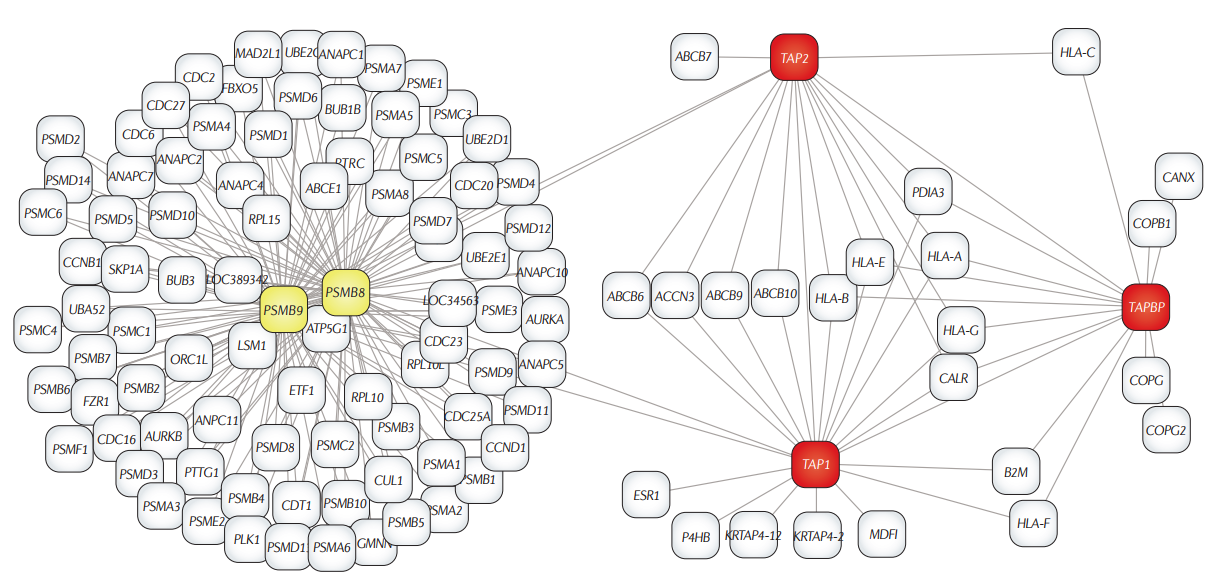 MAD2L1
UBE2C
ANAPC1
CDC2
FBXO5
PSMA7
PSME1
PSMD6
CDC27
BUB1B
PSMA5
PSMC3
PSMD2
CDC6
PSMA4
PSMD1
UBE2D1
ANAPC2
PSMC5
PSMD14
ANAPC7
ANAPC4
ABCE1
PSMA8
CDC20
PSMD4
PSMC6
PSMD5
PSMD10
RPL15
PSMD7
PSMD12
CCNB1
SKP1A
BUB3
LOC389342
UBE2E1
ANAPC10
PSMB9
PSMB8
UBA52
LOC34563
PSME3
AURKA
PSMC4
PSMC1
ATP5G1
CDC23
LSM1
PSMB7
ORC1L
RPL10L
PSMD9
ANAPC5
PSMB6
FZR1
PSMB2
ETF1
RPL10
PSMD11
CDC25A
ANPC11
PSMB3
PSMF1
CDC16
AURKB
PSMD8
PSMC2
CCND1
PSMD3
PTTG1
PSMA1
CUL1
PSMB1
PSMA3
PSMB4
CDT1
PSMB10
PSMA2
PSME2
PSMB5
PLK1
PSMD1
PSMA6
GMNN
ABCB7
TAP2
HLA-C
CANX
PDIA3
COPB1
HLA-E
HLA-A
ABCB6
ACCN3
ABCB9
ABCB10
HLA-B
TAPBP
HLA-G
CALR
COPG
COPG2
TAP1
B2M
ESR1
HLA-F
P4HB
KRTAP4-12
KRTAP4-2
MDFI